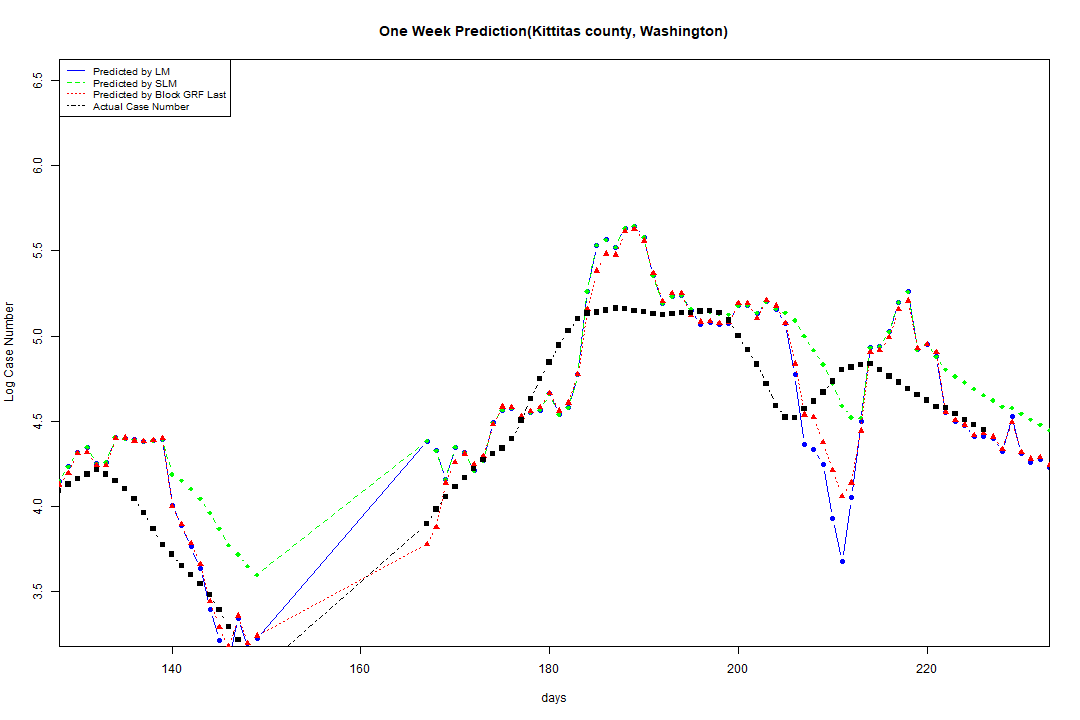 One Week Prediction(Kittitas county, Washington)
Predicted by LM
Predicted by SLM
Predicted by Block GRF Last
Actual Case Number
6.5
6.0
5.5
5.0
4.5
4.0
3.5
Log Case Number
140 160 180 200 220
days